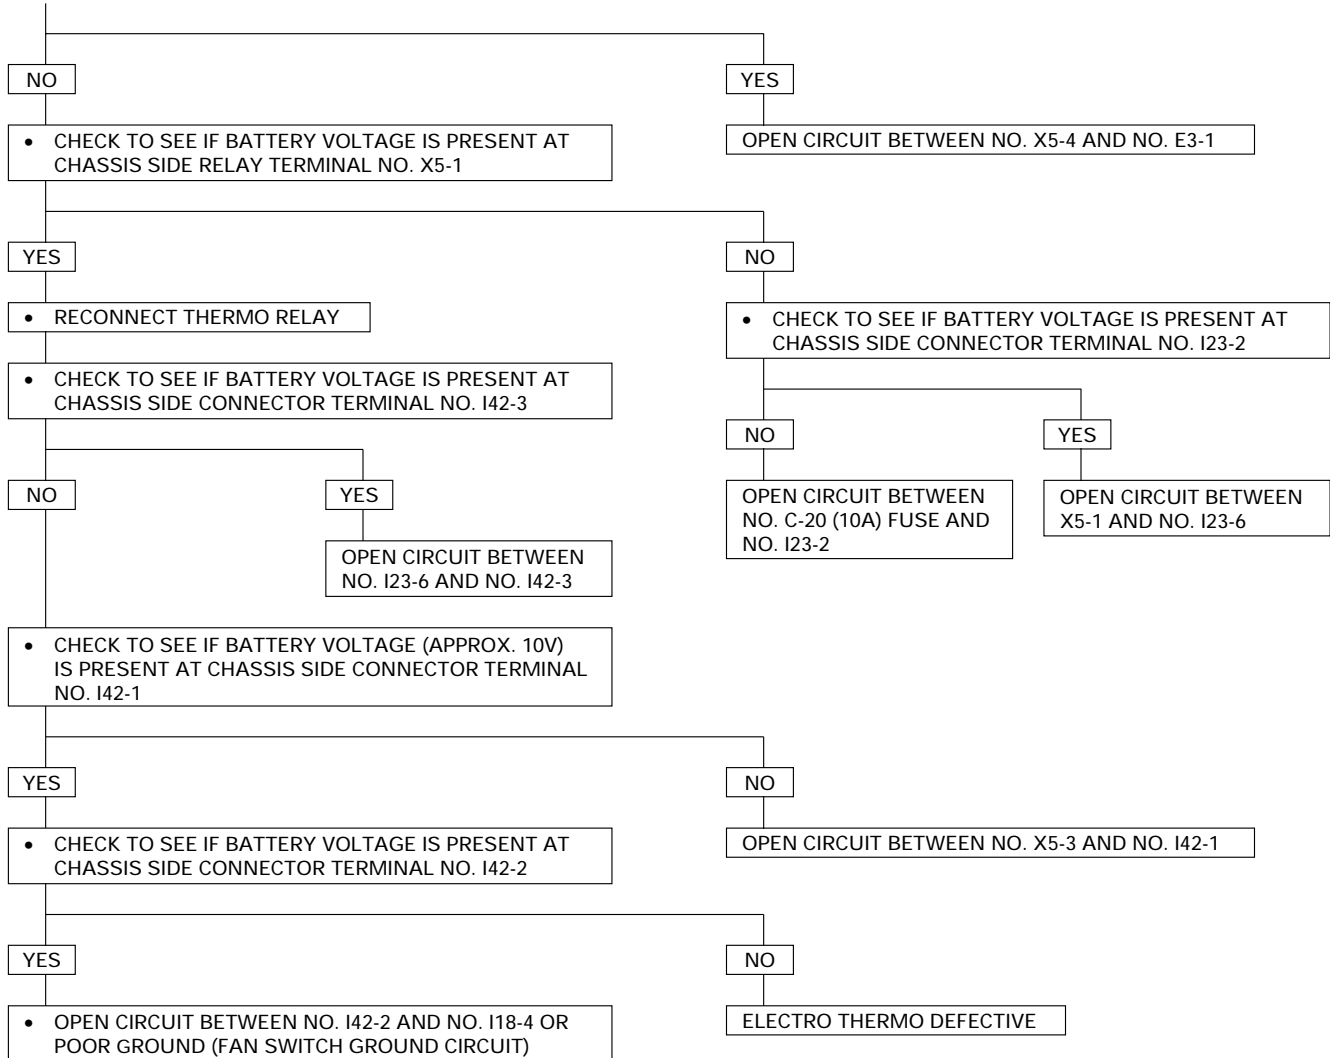 NO
YES
• CHECK TO SEE IF BATTERY VOLTAGE IS PRESENT AT
CHASSIS SIDE RELAY TERMINAL NO. X5-1
OPEN CIRCUIT BETWEEN NO. X5-4 AND NO. E3-1
YES
NO
• RECONNECT THERMO RELAY
• CHECK TO SEE IF BATTERY VOLTAGE IS PRESENT AT
CHASSIS SIDE CONNECTOR TERMINAL NO. I23-2
• CHECK TO SEE IF BATTERY VOLTAGE IS PRESENT AT
CHASSIS SIDE CONNECTOR TERMINAL NO. I42-3
NO
YES
NO
YES
OPEN CIRCUIT BETWEEN
NO. C-20 (10A) FUSE AND
NO. I23-2
OPEN CIRCUIT BETWEEN
X5-1 AND NO. I23-6
OPEN CIRCUIT BETWEEN
NO. I23-6 AND NO. I42-3
• CHECK TO SEE IF BATTERY VOLTAGE (APPROX. 10V)
IS PRESENT AT CHASSIS SIDE CONNECTOR TERMINAL
NO. I42-1
YES
NO
• CHECK TO SEE IF BATTERY VOLTAGE IS PRESENT AT
CHASSIS SIDE CONNECTOR TERMINAL NO. I42-2
OPEN CIRCUIT BETWEEN NO. X5-3 AND NO. I42-1
YES
NO
• OPEN CIRCUIT BETWEEN NO. I42-2 AND NO. I18-4 OR
POOR GROUND (FAN SWITCH GROUND CIRCUIT)
ELECTRO THERMO DEFECTIVE